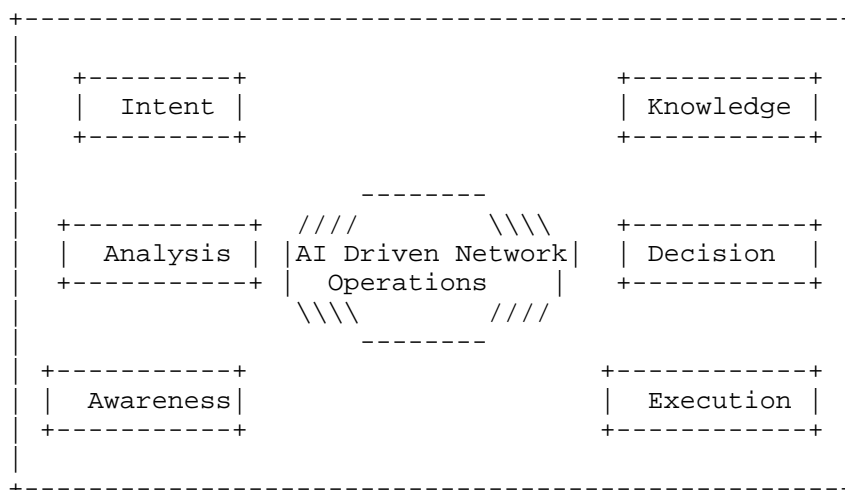 Intent Knowledge
Analysis AI Driven Network Decision
Operations
Awareness Execution